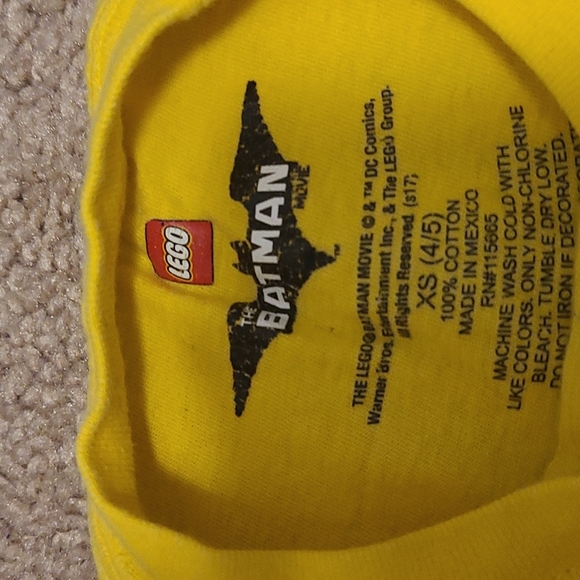 LEGO
THE
BATMAN
MOVIE
™
THE LEGO®BATMAN MOVIE © & ™ DC Comics,
Warner Bros. Entertainment Inc., & The LEGO Group.
All Rights Reserved. (s17)
XS (4/5)
100% COTTON
MADE IN MEXICO
RN#115665
MACHINE WASH COLD WITH
LIKE COLORS. ONLY NON-CHLORINE
BLEACH. TUMBLE DRY LOW.
DO NOT IRON IF DECORATED.